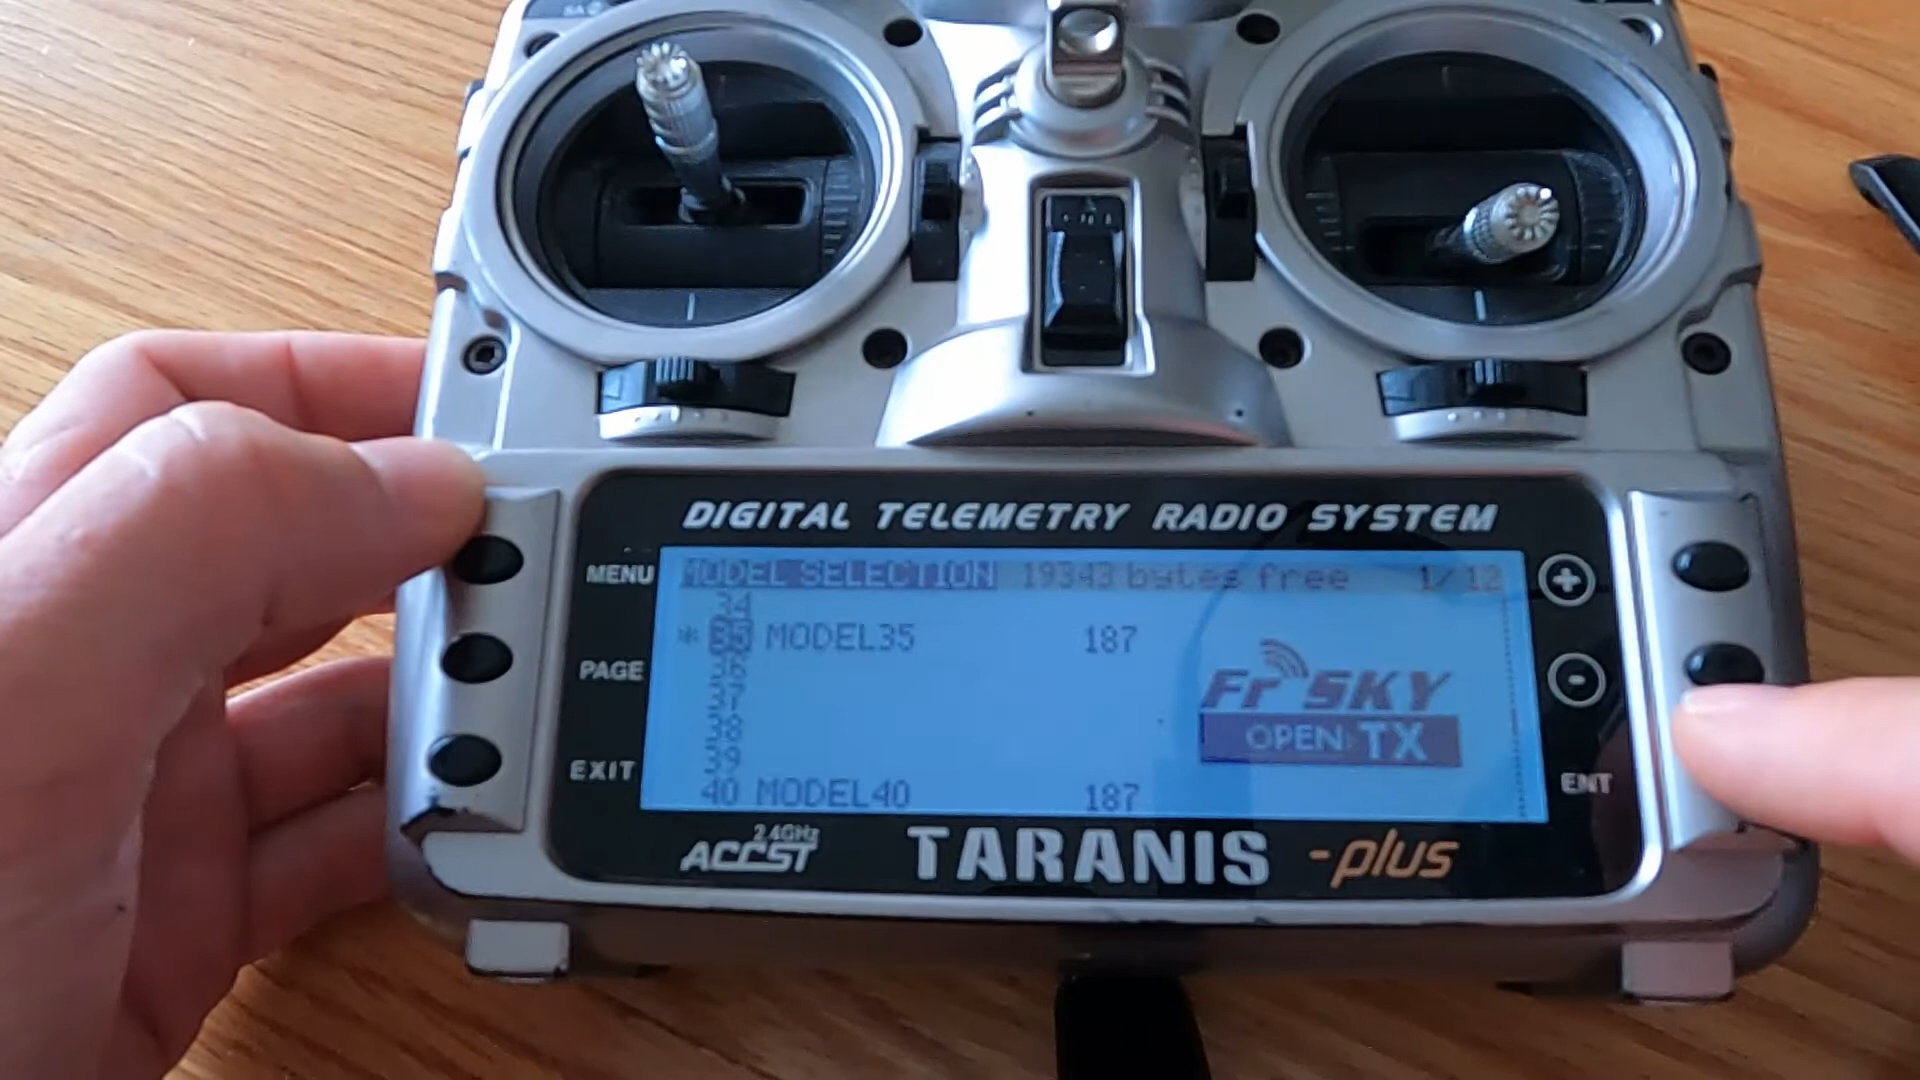 DIGITAL TELEMETRY RADIO SYSTEM
MENU
PAGE
EXIT
MODEL SELECTION 19343 bytes free 1/12
34
* 35 MODEL35 187
36
37
38
39
40 MODEL40 187
FrSKY
OPEN TX
+
-
ENT
2.4GHz
ACCST
TARANIS -plus